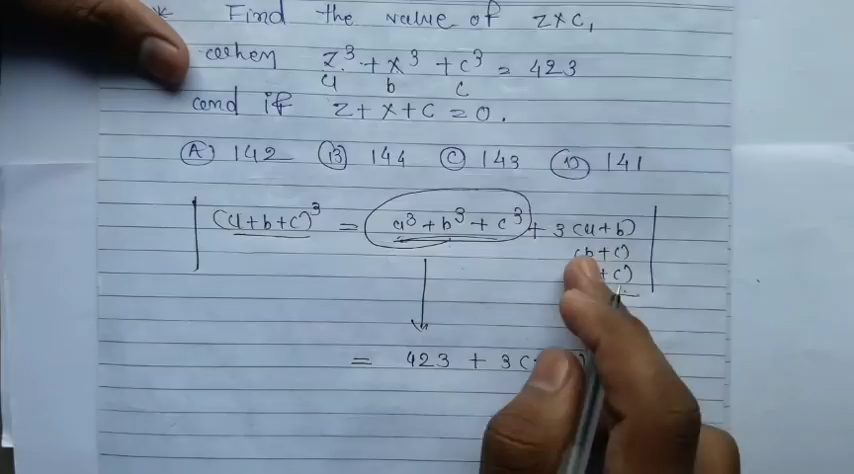 * Find the value of zxc,
when z³ + x³ + c³ = 423
a b c
and if z + x + c = 0.
(A) 142 (B) 144 (C) 143 (D) 141
(a+b+c)³ = a³ + b³ + c³ + 3(a+b)
(b+c)
+c)
= 423 + 3(